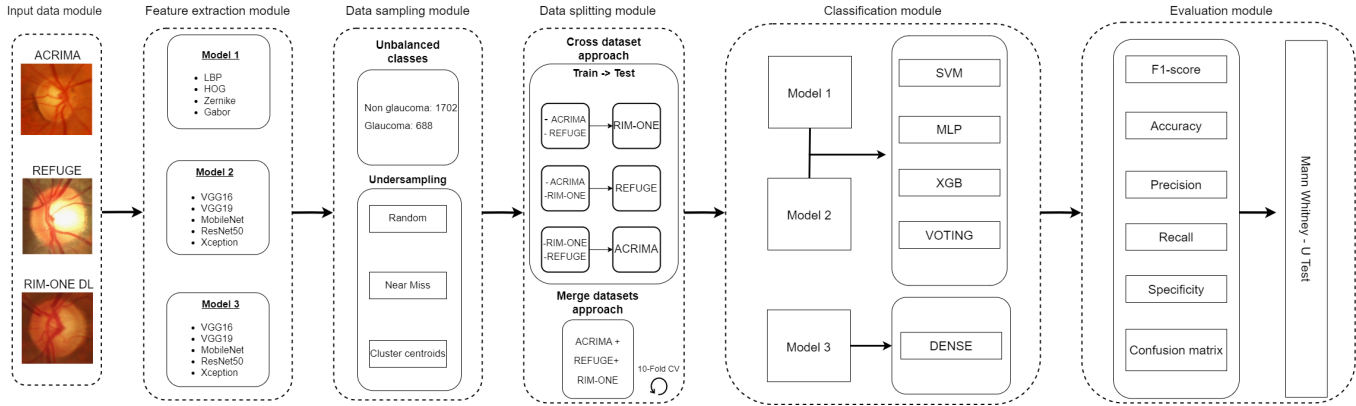 Input data module
ACRIMA
REFUGE
RIM-ONE DL
Feature extraction module
Model 1
LBP
HOG
Zernike
Gabor
Model 2
VGG16
VGG19
MobileNet
ResNet50
Xception
Model 3
VGG16
VGG19
MobileNet
ResNet50
Xception
Data sampling module
Unbalanced
classes
Non glaucoma: 1702
Glaucoma: 688
Undersampling
Random
Near Miss
Cluster centroids
Data splitting module
Cross dataset
approach
Train -> Test
- ACRIMA
- REFUGE
RIM-ONE
- ACRIMA
-RIM-ONE
REFUGE
-RIM-ONE
-REFUGE
ACRIMA
Merge datasets
approach
ACRIMA +
REFUGE+
RIM-ONE
10-Fold CV
Classification module
Model 1
Model 2
SVM
MLP
XGB
VOTING
Model 3
DENSE
Evaluation module
F1-score
Accuracy
Precision
Recall
Specificity
Confusion matrix
Mann Whitney - U Test